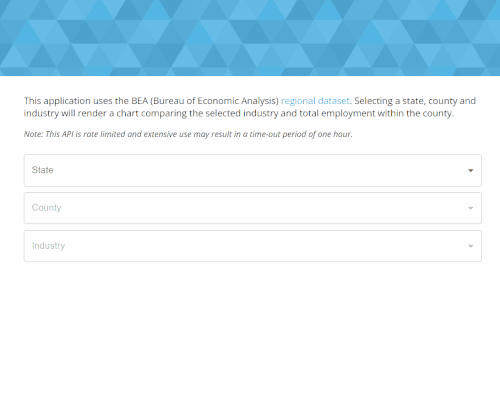 This application uses the BEA (Bureau of Economic Analysis) regional dataset. Selecting a state, county and
industry will render a chart comparing the selected industry and total employment within the county.
Note: This API is rate limited and extensive use may result in a time-out period of one hour.
State
County
Industry